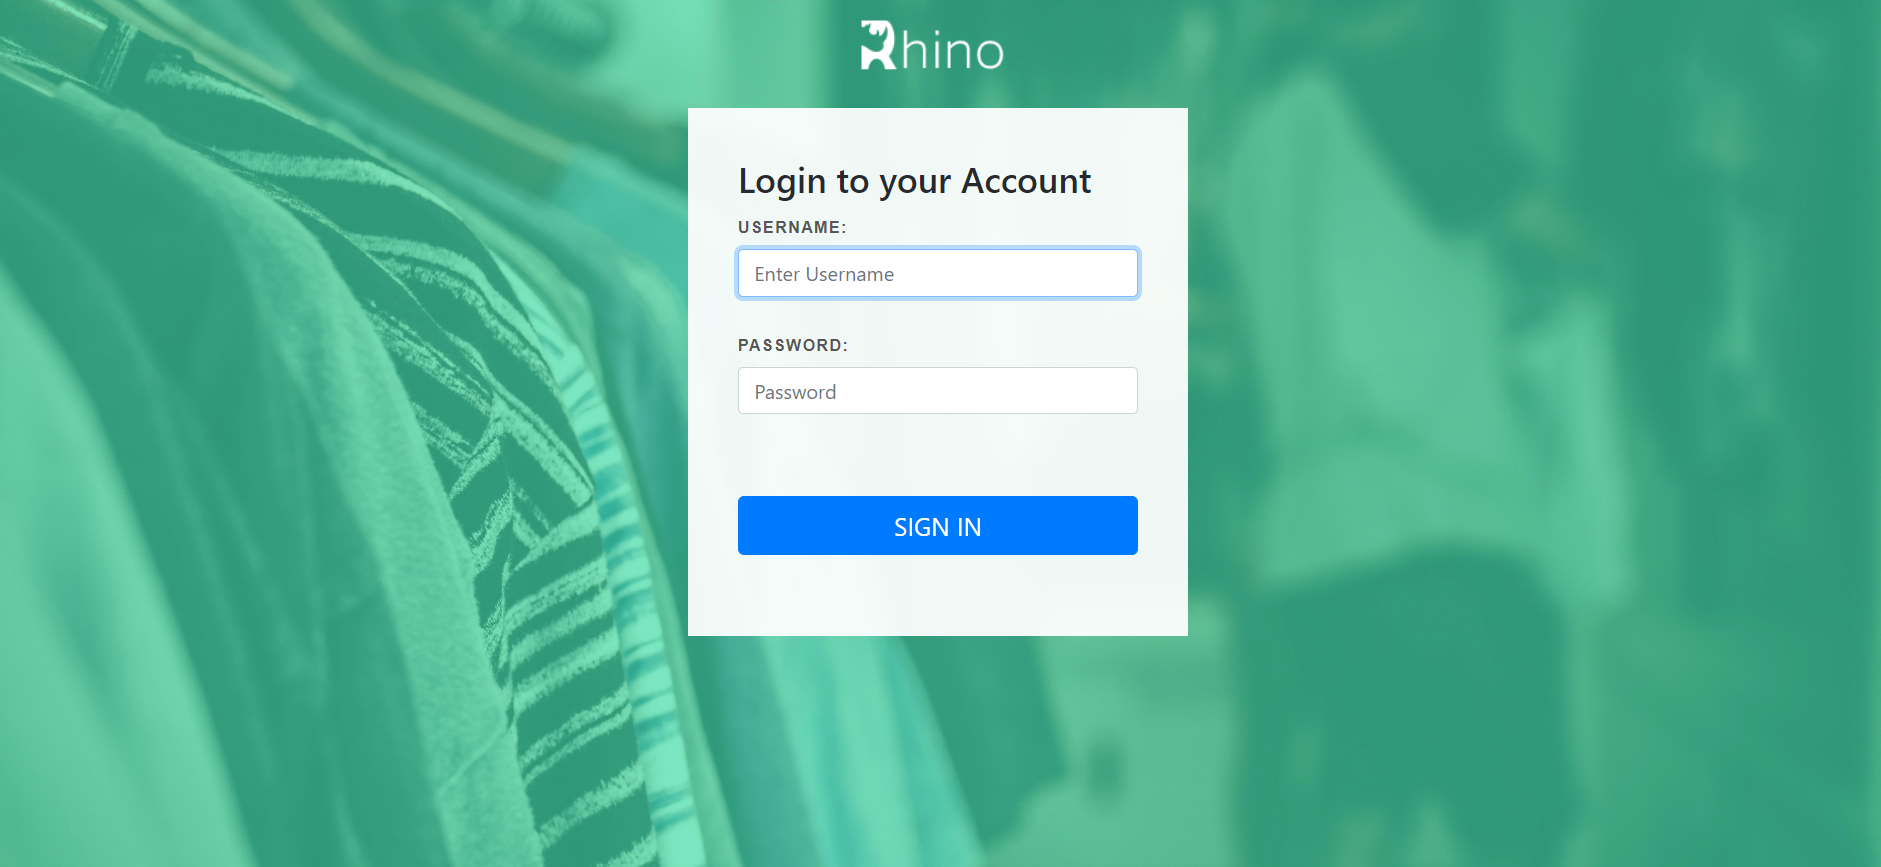 Rhino
Login to your Account
USERNAME:
Enter Username
PASSWORD:
Password
SIGN IN